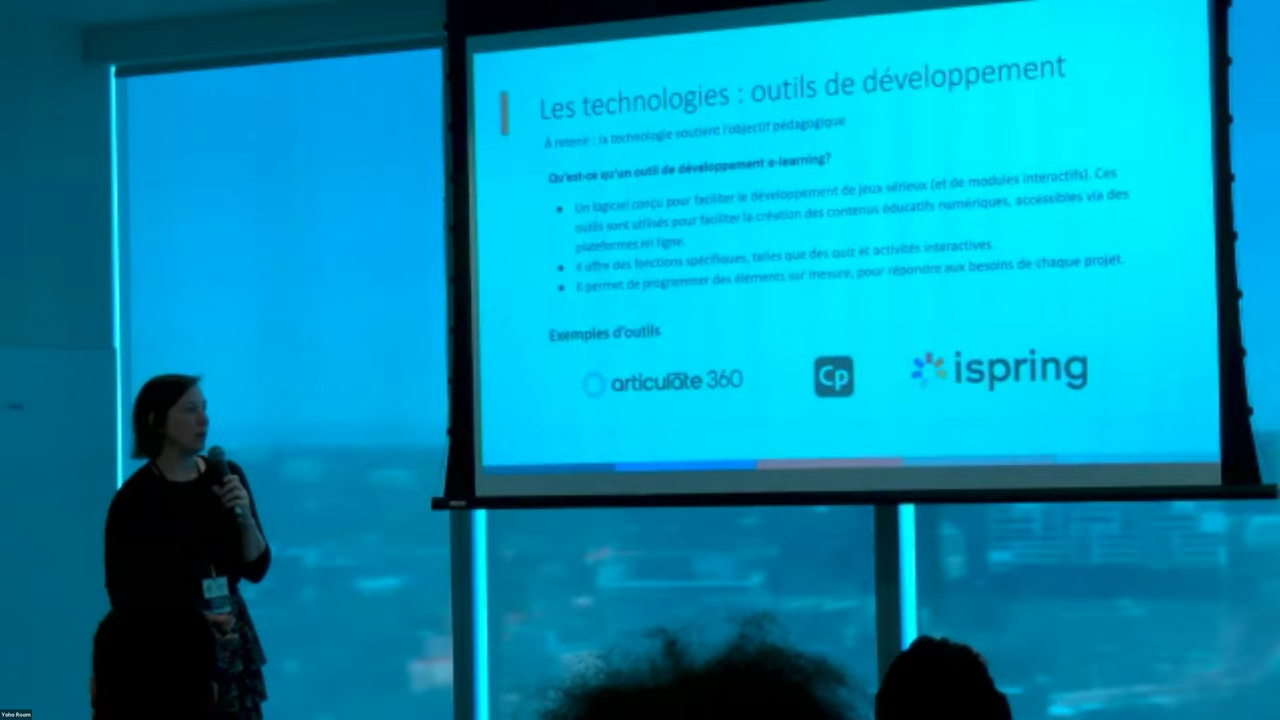 Les technologies : outils de développement
À retenir : la technologie soutient l'objectif pédagogique
Qu'est-ce qu'un outil de développement e-learning?
• Un logiciel conçu pour faciliter le développement de jeux sérieux (et de modules interactifs). Ces
outils sont utilisés pour faciliter la création des contenus éducatifs numériques, accessibles via des
plateformes en ligne.
• Il offre des fonctions spécifiques, telles que des quiz et activités interactives.
• Il permet de programmer des éléments sur mesure, pour répondre aux besoins de chaque projet.
Exemples d'outils
articulate 360
Cp
ispring
Yoho Room